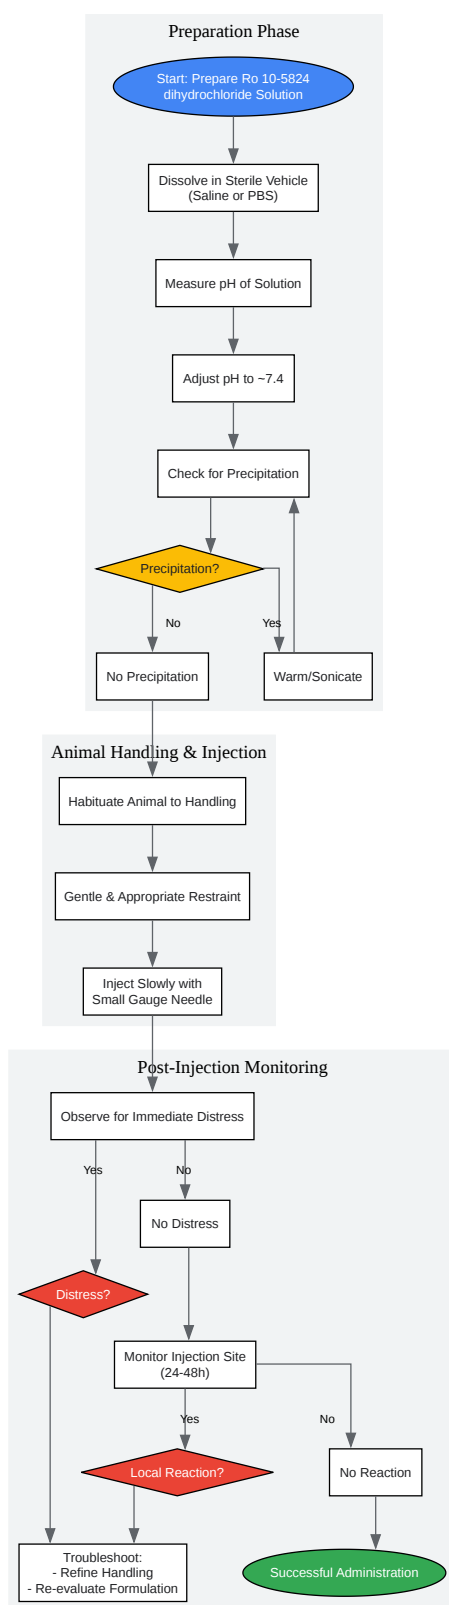 Preparation Phase
Start: Prepare Ro 10-5824
dihydrochloride Solution
Dissolve in Sterile Vehicle
(Saline or PBS)
Measure pH of Solution
Adjust pH to ~7.4
Check for Precipitation
Precipitation?
No
Yes
No Precipitation
Warm/Sonicate
Animal Handling & Injection
Habituate Animal to Handling
Gentle & Appropriate Restraint
Inject Slowly with
Small Gauge Needle
Post-Injection Monitoring
Observe for Immediate Distress
Yes
No
No Distress
Distress?
Monitor Injection Site
(24-48h)
Yes
No
Local Reaction?
No Reaction
Troubleshoot:
- Refine Handling
- Re-evaluate Formulation
Successful Administration